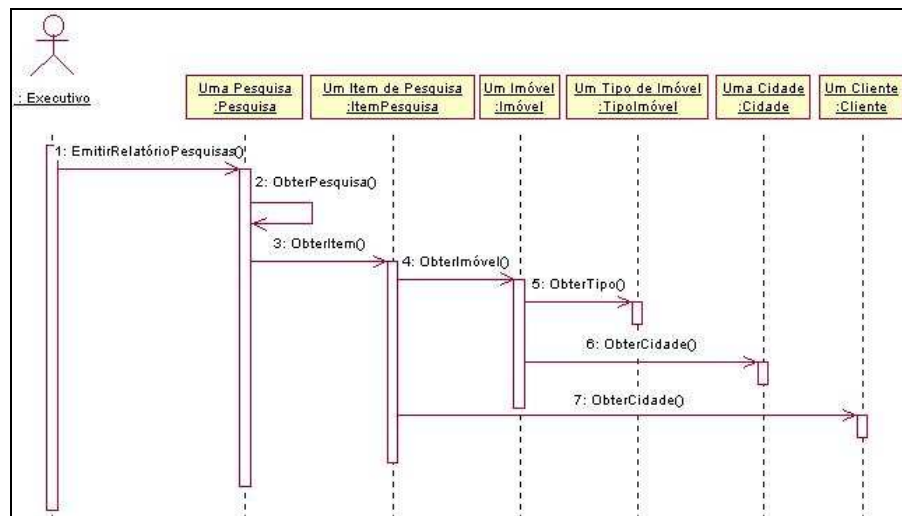 : Executivo
Uma Pesquisa
:Pesquisa
Um Item de Pesquisa
:ItemPesquisa
Um Imóvel
:Imóvel
Um Tipo de Imóvel
:TipoImóvel
Uma Cidade
:Cidade
Um Cliente
:Cliente
1: EmitirRelatórioPesquisas()
2: ObterPesquisa()
3: ObterItem()
4: ObterImóvel()
5: ObterTipo()
6: ObterCidade()
7: ObterCidade()